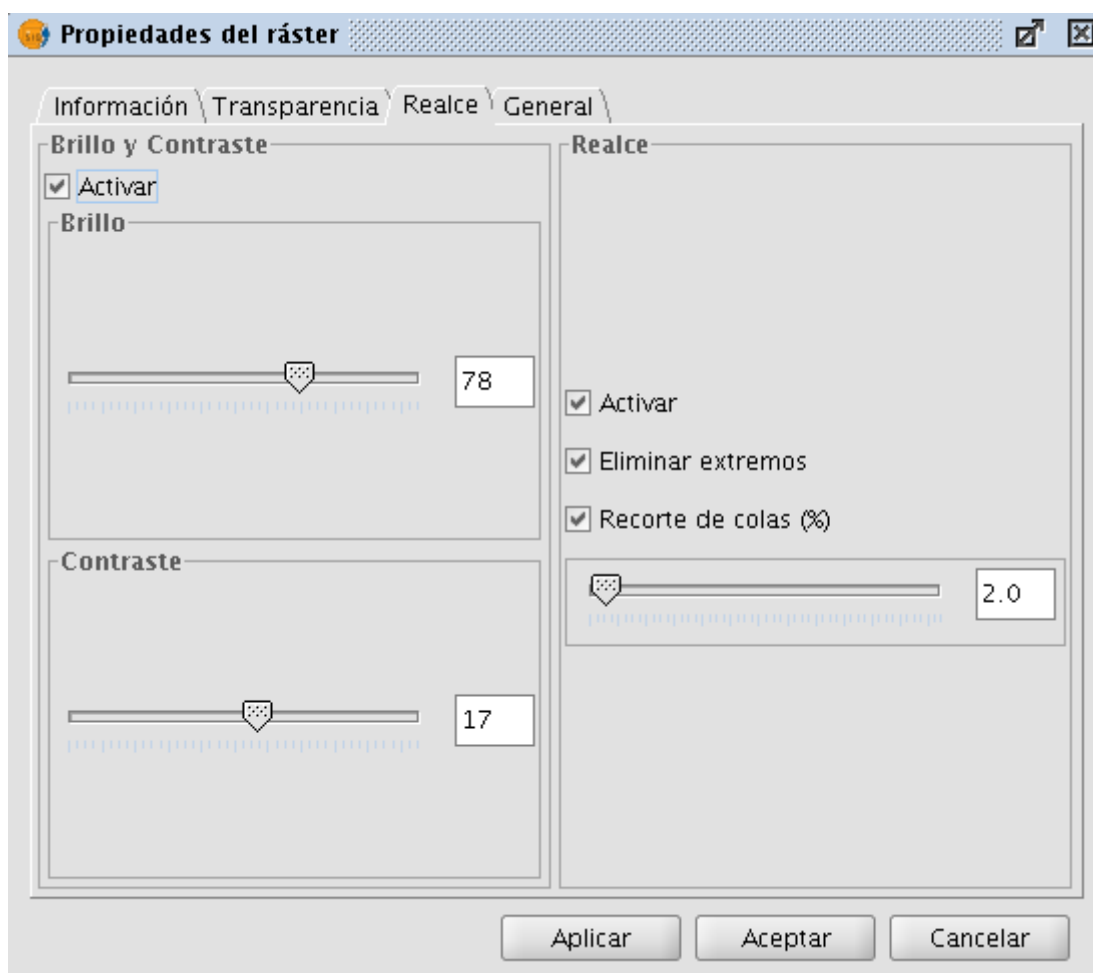 Propiedades del ráster
Información Transparencia Realce General
Brillo y Contraste
Activar
Brillo
78
Contraste
17
Realce
Activar
Eliminar extremos
Recorte de colas (%)
2.0
Aplicar Aceptar Cancelar